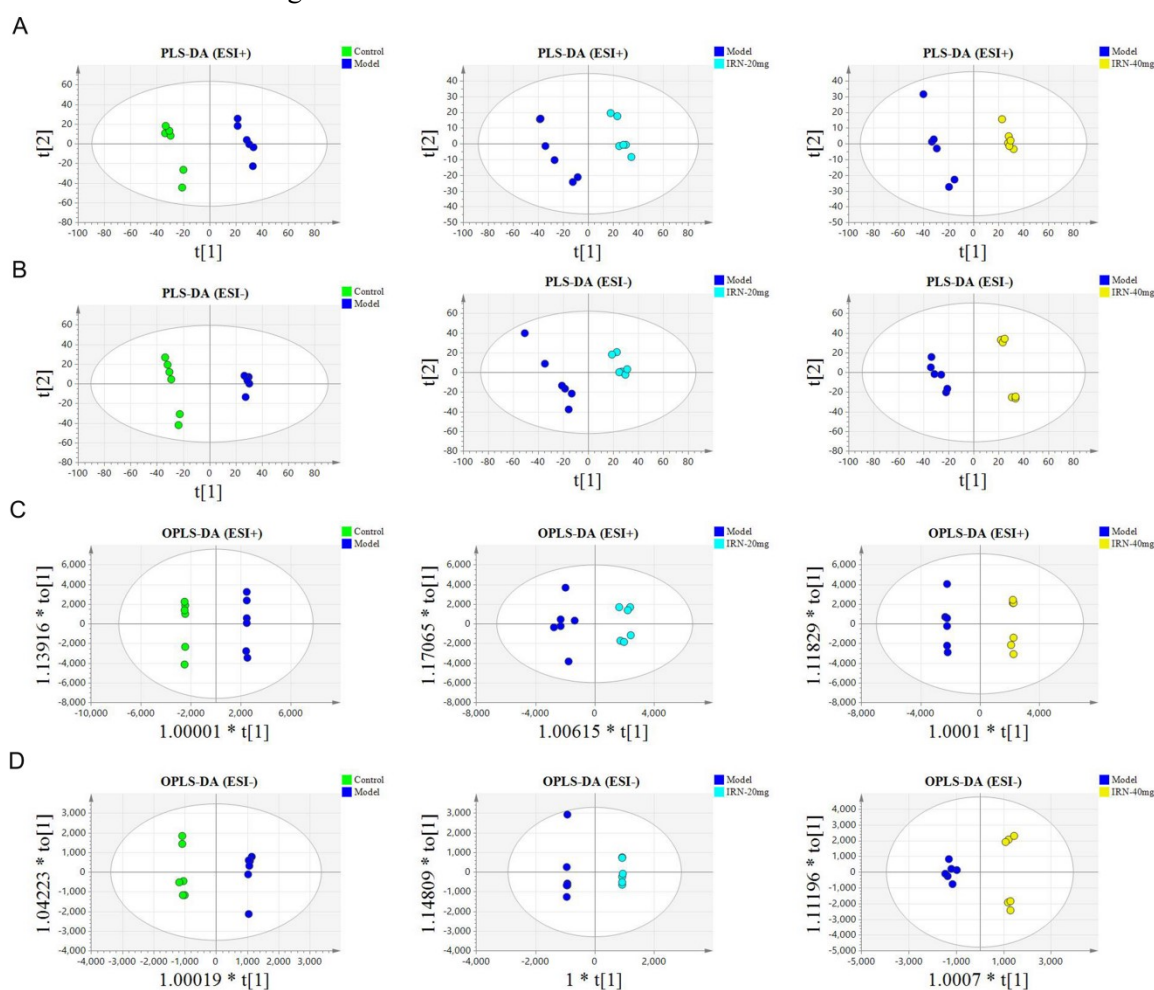 A
PLS-DA (ESI+)
Control
Model
60
40
20
0
-20
-40
-60
-80
-100 -80 -60 -40 -20 0 20 40 60 80
t[2]
t[1]
PLS-DA (ESI+)
Model
IRN-20mg
50
40
30
20
10
0
-10
-20
-30
-40
-50
-100 -80 -60 -40 -20 0 20 40 60 80
t[2]
t[1]
PLS-DA (ESI+)
Model
IRN-40mg
40
30
20
10
0
-10
-20
-30
-40
-50
-100 -80 -60 -40 -20 0 20 40 60 80
t[2]
t[1]
B
PLS-DA (ESI-)
Control
Model
60
40
20
0
-20
-40
-60
-80
-100 -80 -60 -40 -20 0 20 40 60 80
t[2]
t[1]
PLS-DA (ESI-)
Model
IRN-20mg
60
40
20
0
-20
-40
-60
-80
-100 -80 -60 -40 -20 0 20 40 60 80
t[2]
t[1]
PLS-DA (ESI-)
Model
IRN-40mg
60
40
20
0
-20
-40
-60
-80
-100 -80 -60 -40 -20 0 20 40 60 80
t[2]
t[1]
C
OPLS-DA (ESI+)
Control
Model
6,000
4,000
2,000
0
-2,000
-4,000
-6,000
-8,000
-10,000 -6,000 -2,000 2,000 6,000
1.13916 * to[1]
1.00001 * t[1]
OPLS-DA (ESI+)
Model
IRN-20mg
6,000
4,000
2,000
0
-2,000
-4,000
-6,000
-8,000
-8,000 -4,000 0 4,000
1.17065 * to[1]
1.00615 * t[1]
OPLS-DA (ESI+)
Model
IRN-40mg
6,000
4,000
2,000
0
-2,000
-4,000
-6,000
-8,000
-8,000 -4,000 0 4,000
1.11829 * to[1]
1.0001 * t[1]
D
OPLS-DA (ESI-)
Control
Model
3,000
2,000
1,000
0
-1,000
-2,000
-3,000
-4,000
-4,000 -3,000 -2,000 -1,000 0 1,000 2,000 3,000
1.04223 * to[1]
1.00019 * t[1]
OPLS-DA (ESI-)
Model
IRN-20mg
3,000
2,000
1,000
0
-1,000
-2,000
-3,000
-4,000
-4,000 -3,000 -2,000 -1,000 0 1,000 2,000 3,000
1.14809 * to[1]
1 * t[1]
OPLS-DA (ESI-)
Model
IRN-40mg
4,000
3,000
2,000
1,000
0
-1,000
-2,000
-3,000
-4,000
-5,000
-5,000 -3,000 -1,000 1,000 3,000
1.11196 * to[1]
1.0007 * t[1]